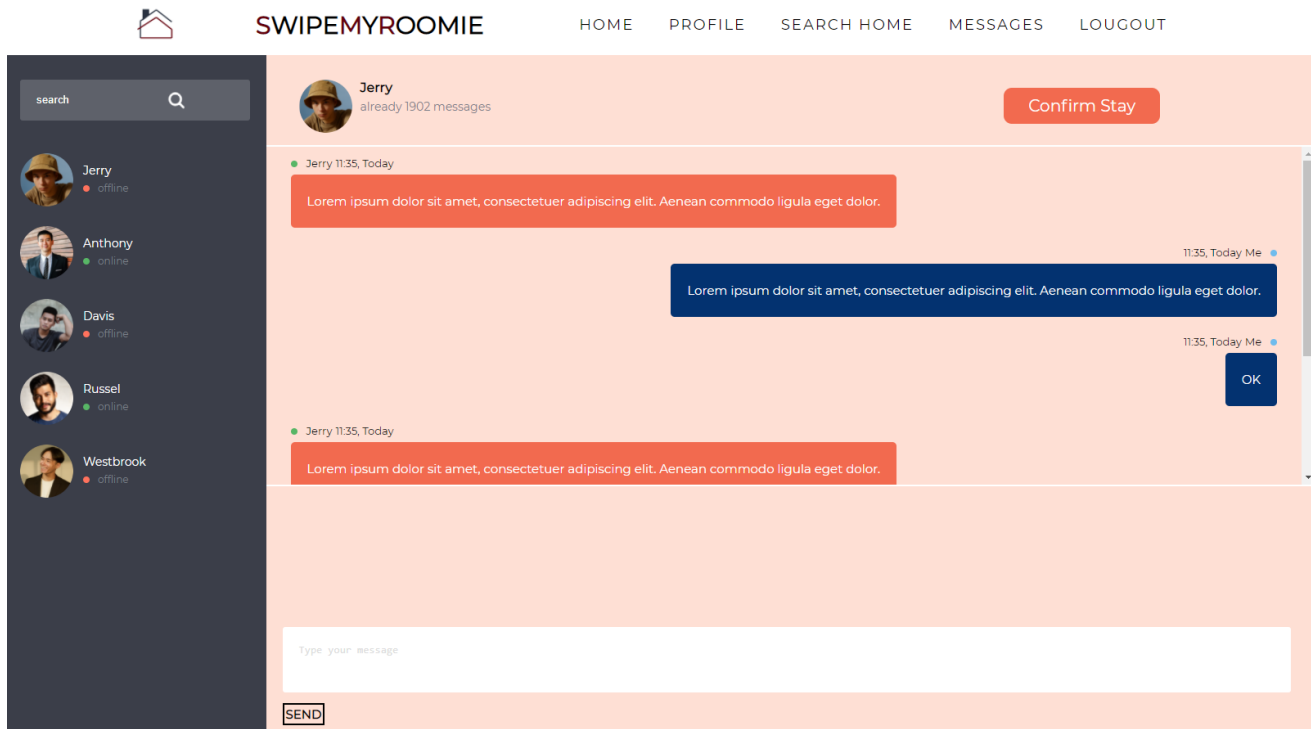 SWIPEMYROOMIE HOME PROFILE SEARCH HOME MESSAGES LOUGOUT
search
Jerry
offline
Anthony
online
Davis
offline
Russel
online
Westbrook
offline
Jerry
already 1902 messages
Confirm Stay
Jerry 11:35, Today
Lorem ipsum dolor sit amet, consectetuer adipiscing elit. Aenean commodo ligula eget dolor.
11:35, Today Me
Lorem ipsum dolor sit amet, consectetuer adipiscing elit. Aenean commodo ligula eget dolor.
11:35, Today Me
OK
Jerry 11:35, Today
Lorem ipsum dolor sit amet, consectetuer adipiscing elit. Aenean commodo ligula eget dolor.
Type your message
SEND